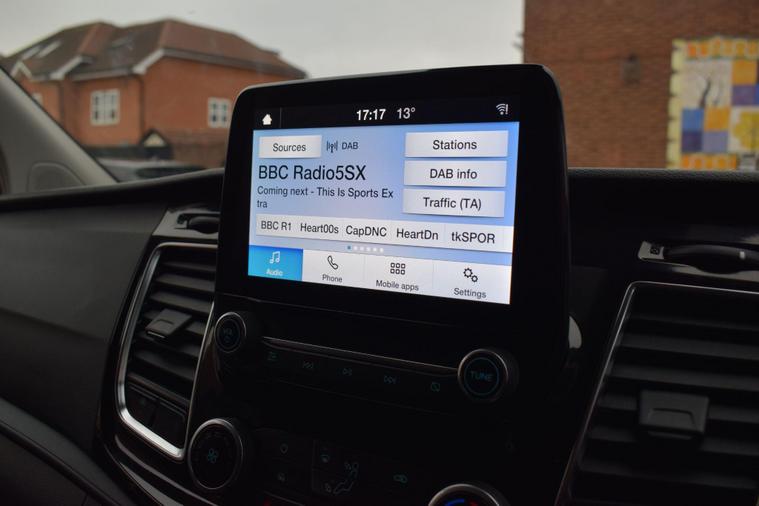 17:17 13°
Sources DAB Stations
BBC Radio5SX DAB info
Coming next - This Is Sports Ex
tra Traffic (TA)
BBC R1 Heart00s CapDNC HeartDn tkSPOR
Audio Phone Mobile apps Settings
VOL TUNE